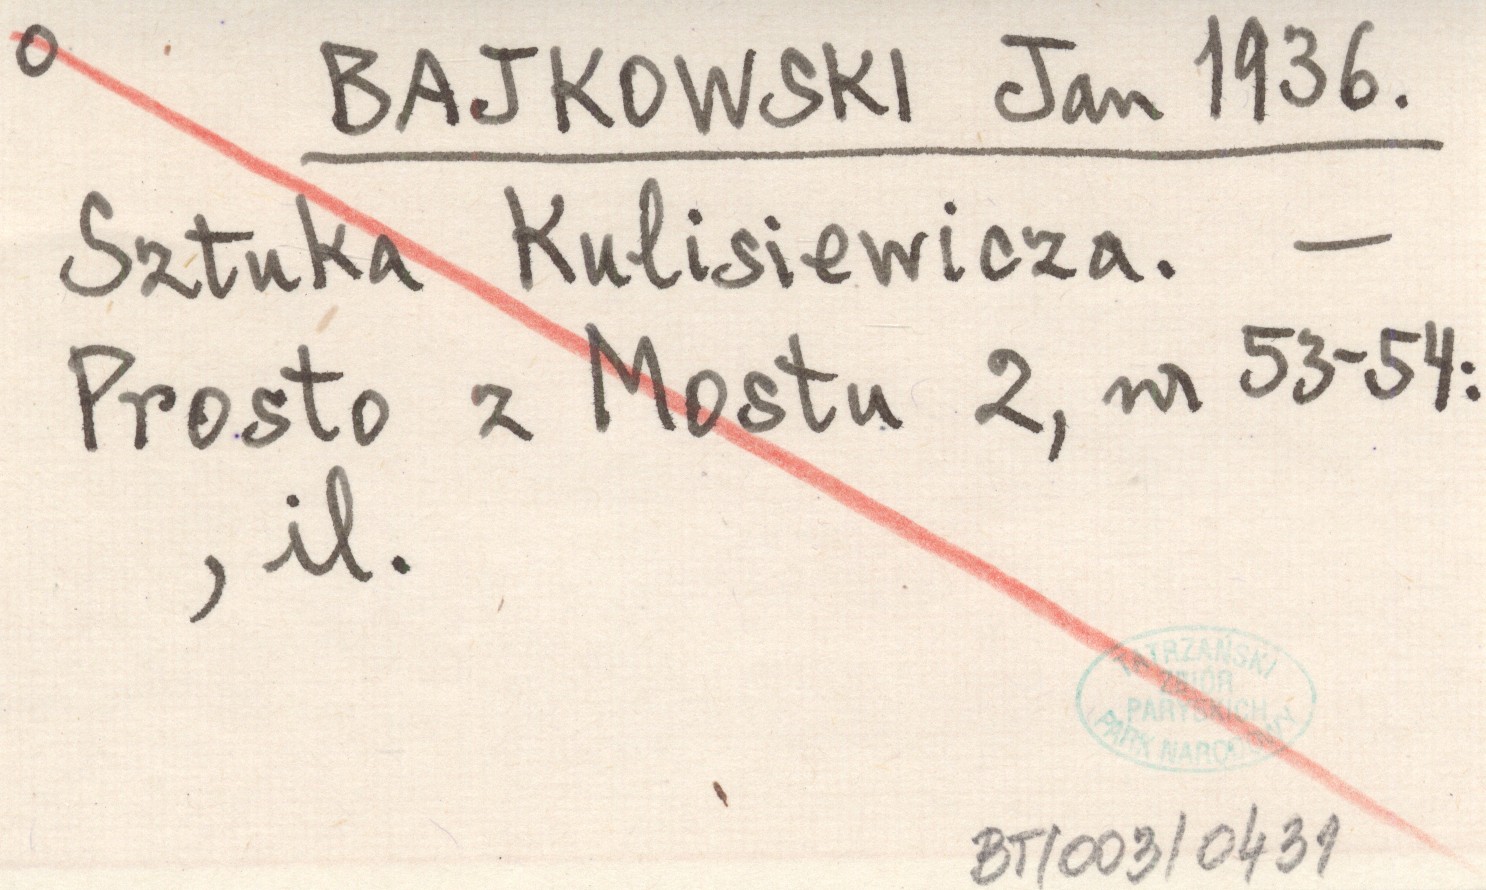 o BAJKOWSKI Jan 1936.
Sztuka Kulisiewicza. —
Prosto z Mostu 2, nr 53-54:
, il.
TATRZAŃSKI
ZBIÓR
PARYSKICH
PARK NARODOWY
BT/003/0431